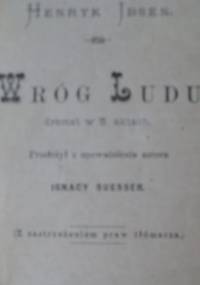 HENRYK IBSEN.
WRÓG LUDU
dramat w 5 aktach.
Przełożył z upoważnienia autora
IGNACY SUESSER.
(Z zastrzeżeniem praw tłómacza.)